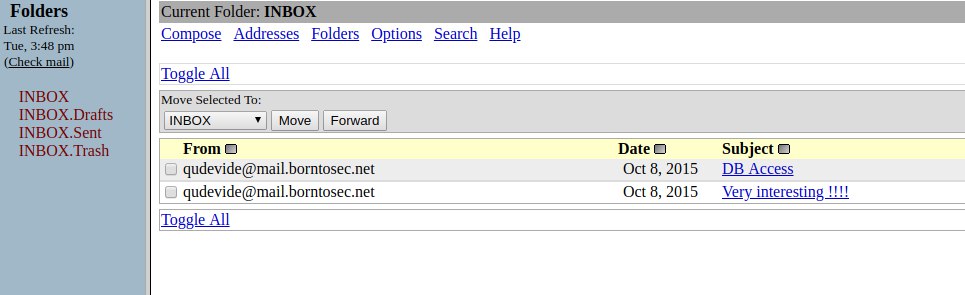 Folders
Last Refresh:
Tue, 3:48 pm
(Check mail)
INBOX
INBOX.Drafts
INBOX.Sent
INBOX.Trash
Current Folder: INBOX
Compose Addresses Folders Options Search Help
Toggle All
Move Selected To:
INBOX Move Forward
From Date Subject
qudevide@mail.borntosec.net Oct 8, 2015 DB Access
qudevide@mail.borntosec.net Oct 8, 2015 Very interesting !!!!
Toggle All